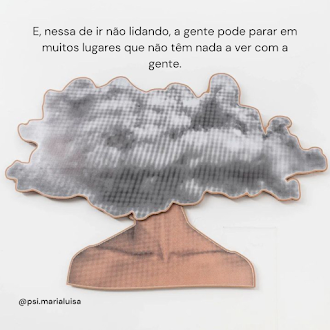 E, nessa de ir não lidando, a gente pode parar em
muitos lugares que não têm nada a ver com a
gente.
@psi.marialuisa